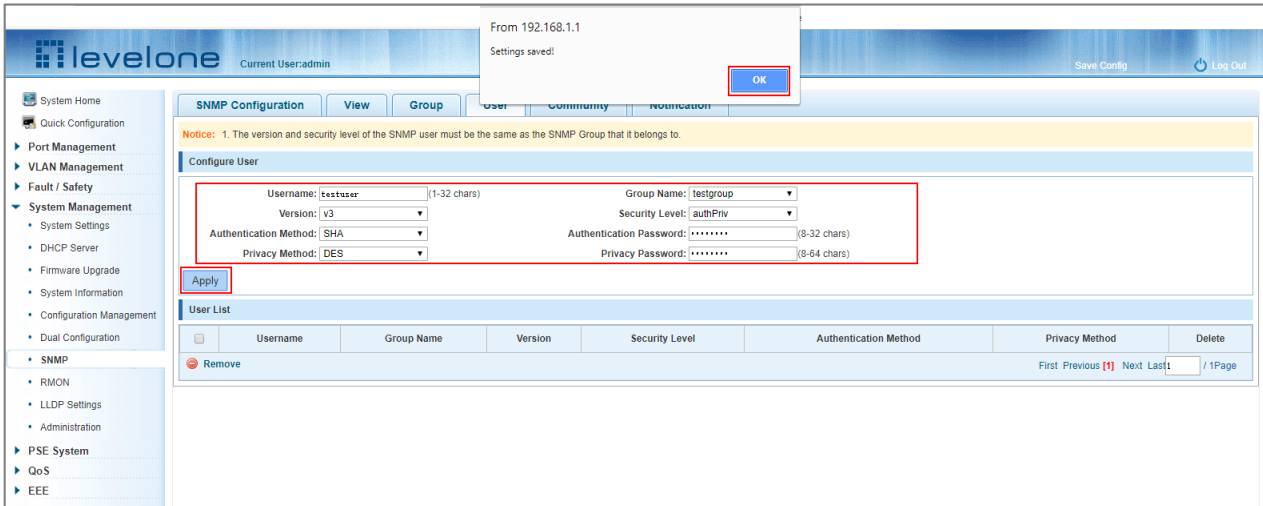 From 192.168.1.1
Settings saved!
OK
levelone
Current User:admin
Save Config
Log Out
System Home
Quick Configuration
Port Management
VLAN Management
Fault / Safety
System Management
System Settings
DHCP Server
Firmware Upgrade
System Information
Configuration Management
Dual Configuration
SNMP
RMON
LLDP Settings
Administration
PSE System
QoS
EEE
SNMP Configuration View Group User Community Notification
Notice: 1. The version and security level of the SNMP user must be the same as the SNMP Group that it belongs to.
Configure User
Username: testuser (1-32 chars) Group Name: testgroup
Version: v3 Security Level: authPriv
Authentication Method: SHA Authentication Password: •••••••• (8-32 chars)
Privacy Method: DES Privacy Password: •••••••• (8-64 chars)
Apply
User List
Username Group Name Version Security Level Authentication Method Privacy Method Delete
Remove First Previous [1] Next Last 1 / 1Page